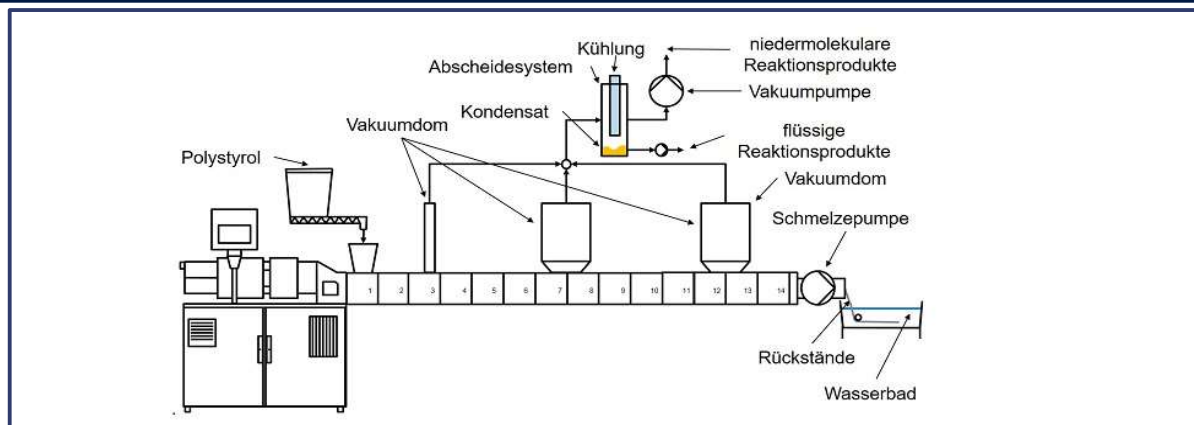 Kühlung
niedermolekulare
Reaktionsprodukte
Abscheidesystem
Vakuumpumpe
Kondensat
Vakuumdom
flüssige
Reaktionsprodukte
Polystyrol
Vakuumdom
Schmelzepumpe
1 2 3 4 5 6 7 8 9 10 11 12 13 14
Rückstände
Wasserbad